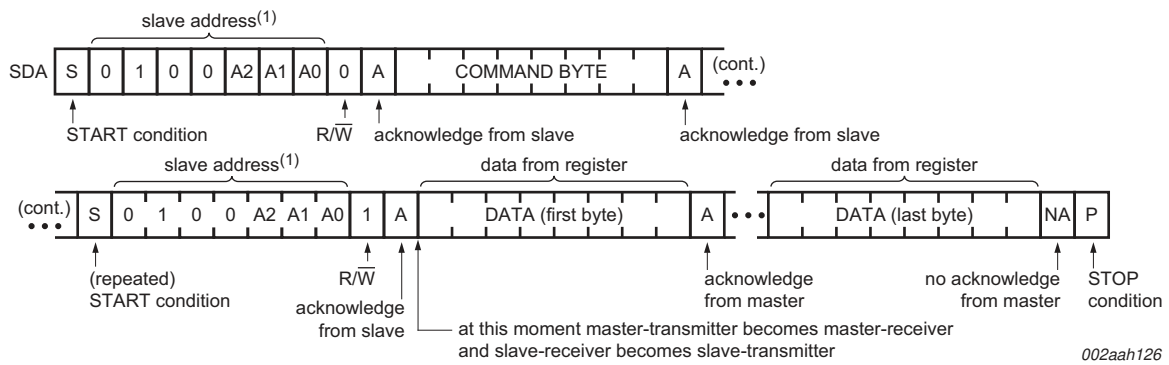 slave address(1)
SDA S 0 1 0 0 A2 A1 A0 0 A COMMAND BYTE A (cont.)
START condition R/W acknowledge from slave acknowledge from slave
slave address(1) data from register data from register
(cont.) S 0 1 0 0 A2 A1 A0 1 A DATA (first byte) A DATA (last byte) NA P
(repeated)
START condition
R/W
acknowledge
from slave
acknowledge
from master
no acknowledge
from master
STOP
condition
at this moment master-transmitter becomes master-receiver
and slave-receiver becomes slave-transmitter
002aah126